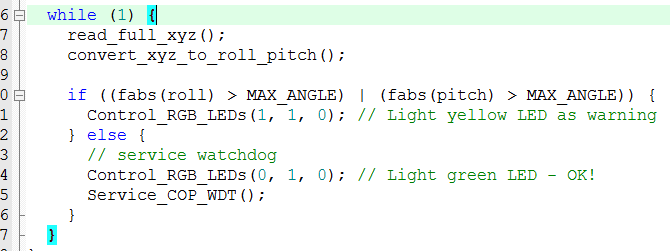 6 while (1) {
7 read_full_xyz();
8 convert_xyz_to_roll_pitch();
9
0 if ((fabs(roll) > MAX_ANGLE) | (fabs(pitch) > MAX_ANGLE)) {
1 Control_RGB_LEDs(1, 1, 0); // Light yellow LED as warning
2 } else {
3 // service watchdog
4 Control_RGB_LEDs(0, 1, 0); // Light green LED - OK!
5 Service_COP_WDT();
6 }
7 }